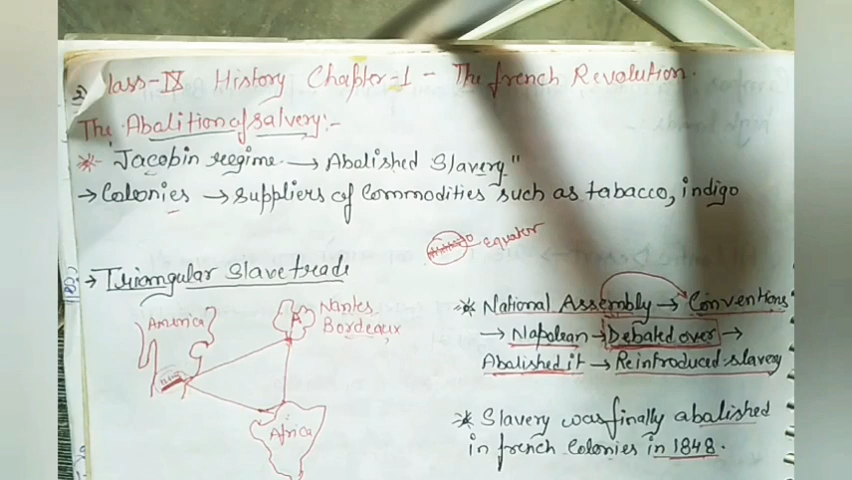 Class-IX History Chapter-1 - The french Revolution.
The Abalition of salvery:-
* Jacobin regime → Abolished Slavery"
→ Colonies → suppliers of Commodities such as tabacco, indigo
Equator
→ Triangular Slave trade
America
Nantes,
Bordeaux
Africa
* National Assembly → Conventions
→ Napolean → Debated over →
Abolished it → Reintroduced slavery
* Slavery was finally abalished
in french Colonies in 1848.